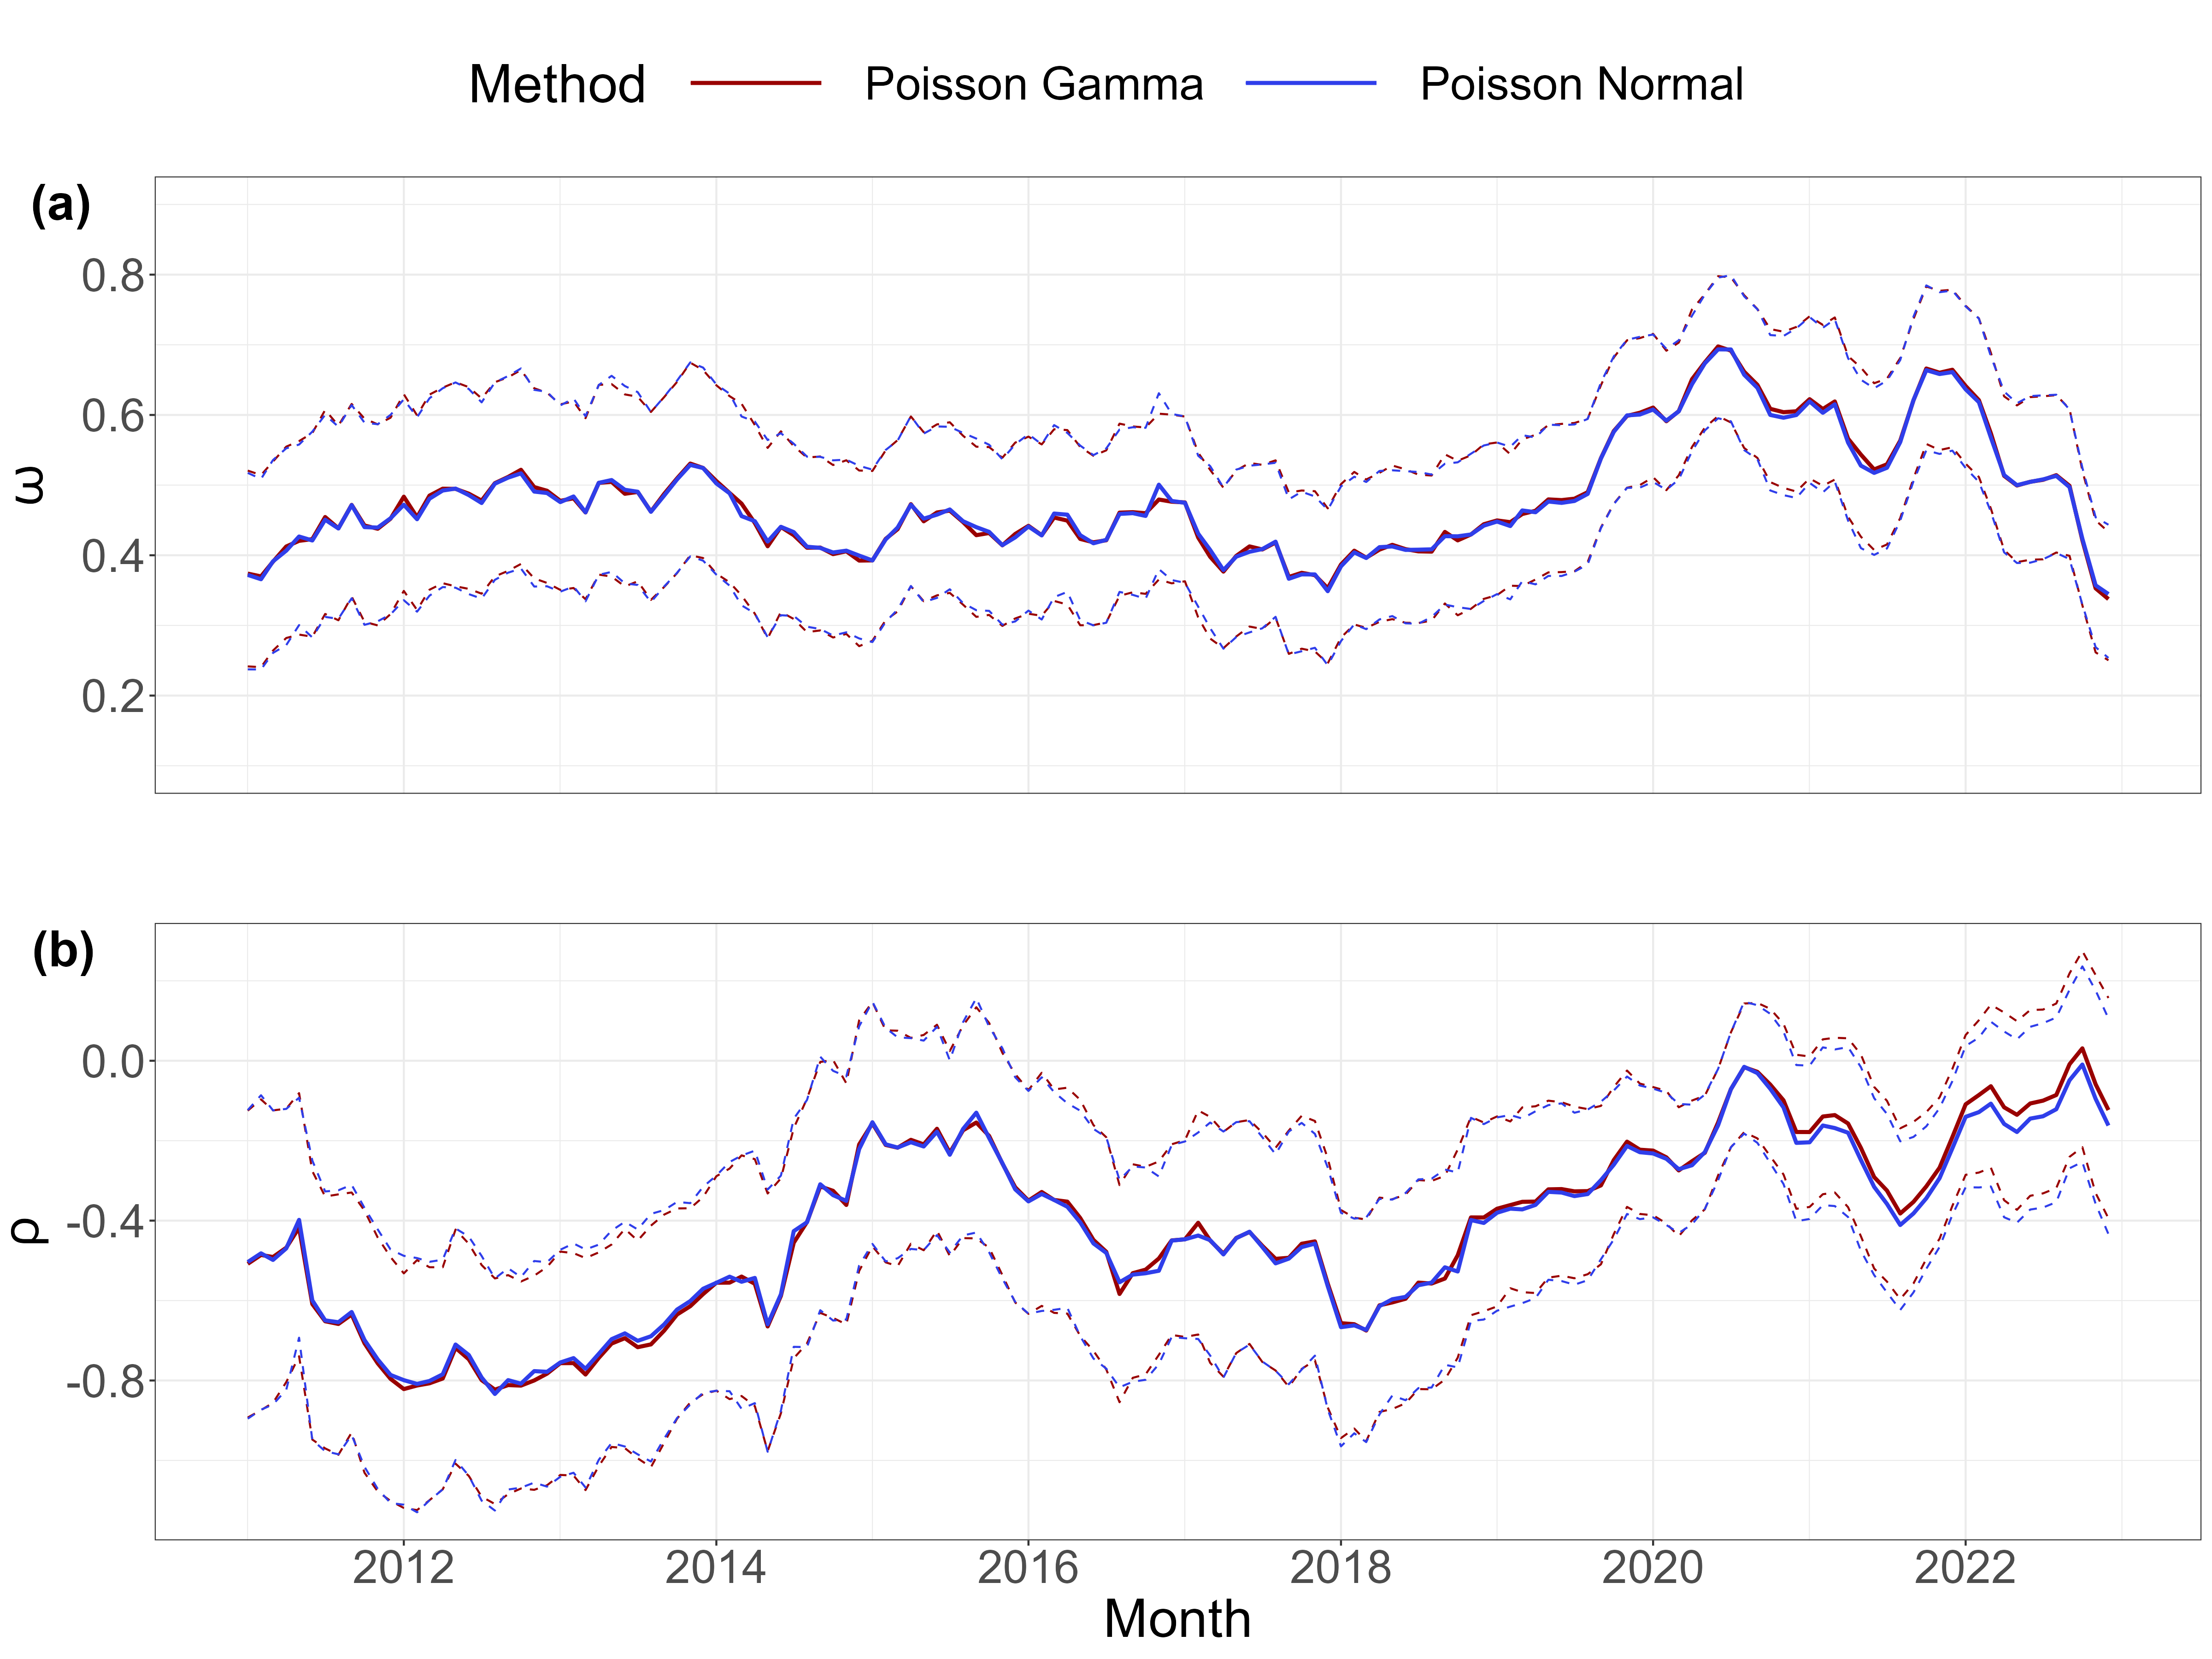 Method Poisson Gamma Poisson Normal
(a)
0.8
0.6
ω
0.4
0.2
(b)
0.0
-0.4
ρ
-0.8
2012 2014 2016 2018 2020 2022
Month